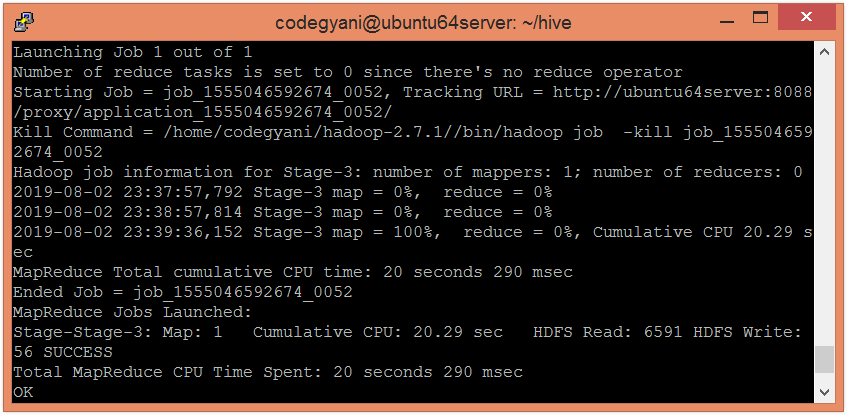 codegyani@ubuntu64server: ~/hive
Launching Job 1 out of 1
Number of reduce tasks is set to 0 since there's no reduce operator
Starting Job = job_1555046592674_0052, Tracking URL = http://ubuntu64server:8088
/proxy/application_1555046592674_0052/
Kill Command = /home/codegyani/hadoop-2.7.1//bin/hadoop job  -kill job_155504659
2674_0052
Hadoop job information for Stage-3: number of mappers: 1; number of reducers: 0
2019-08-02 23:37:57,792 Stage-3 map = 0%,  reduce = 0%
2019-08-02 23:38:57,814 Stage-3 map = 0%,  reduce = 0%
2019-08-02 23:39:36,152 Stage-3 map = 100%,  reduce = 0%, Cumulative CPU 20.29 s
ec
MapReduce Total cumulative CPU time: 20 seconds 290 msec
Ended Job = job_1555046592674_0052
MapReduce Jobs Launched:
Stage-Stage-3: Map: 1   Cumulative CPU: 20.29 sec   HDFS Read: 6591 HDFS Write:
56 SUCCESS
Total MapReduce CPU Time Spent: 20 seconds 290 msec
OK